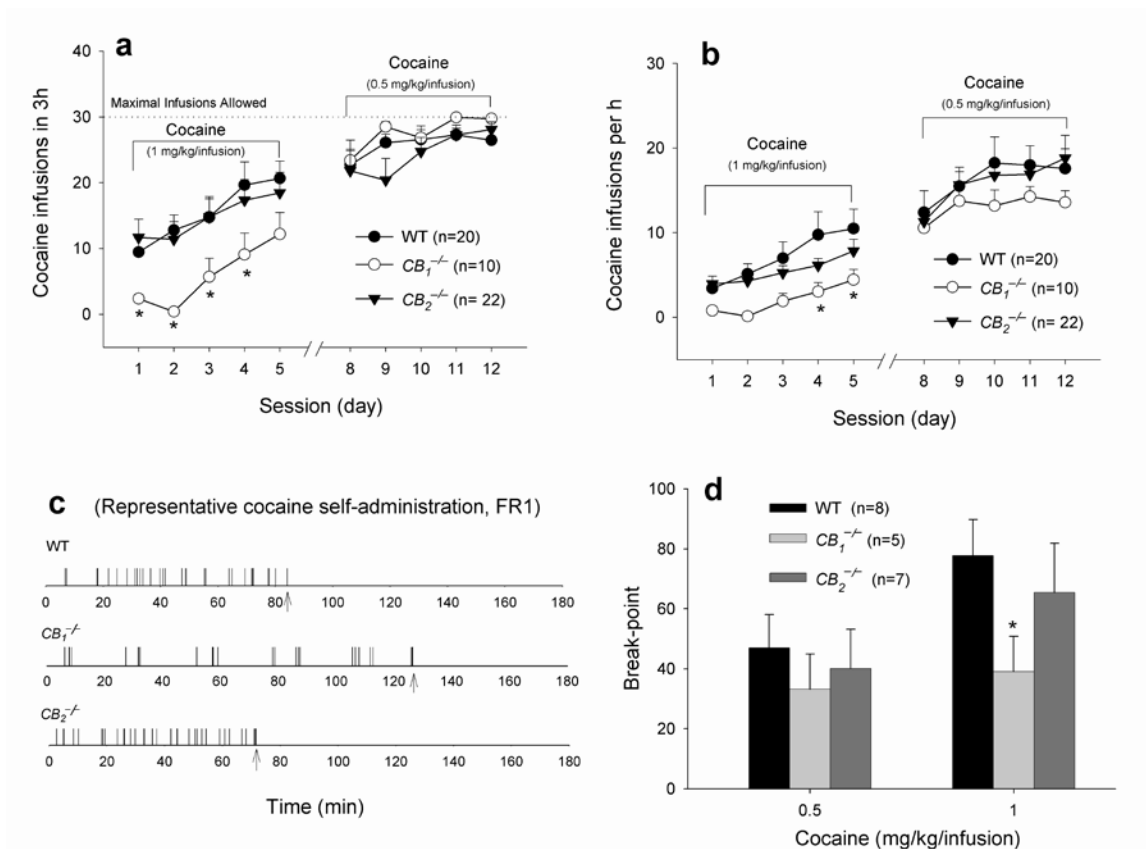 a
Cocaine infusions in 3h
40
30
20
10
0
Maximal Infusions Allowed
Cocaine
(1 mg/kg/infusion)
Cocaine
(0.5 mg/kg/infusion)
WT (n=20)
CB₁⁻/⁻ (n=10)
CB₂⁻/⁻ (n= 22)
* * * *
1 2 3 4 5 8 9 10 11 12
Session (day)
b
Cocaine infusions per h
30
20
10
0
Cocaine
(1 mg/kg/infusion)
Cocaine
(0.5 mg/kg/infusion)
WT (n=20)
CB₁⁻/⁻ (n=10)
CB₂⁻/⁻ (n= 22)
* *
1 2 3 4 5 8 9 10 11 12
Session (day)
c (Representative cocaine self-administration, FR1)
WT
0 20 40 60 80 100 120 140 160 180
CB₁⁻/⁻
0 20 40 60 80 100 120 140 160 180
CB₂⁻/⁻
0 20 40 60 80 100 120 140 160 180
Time (min)
d
Break-point
100
80
60
40
20
0
WT (n=8)
CB₁⁻/⁻ (n=5)
CB₂⁻/⁻ (n=7)
*
0.5 1
Cocaine (mg/kg/infusion)